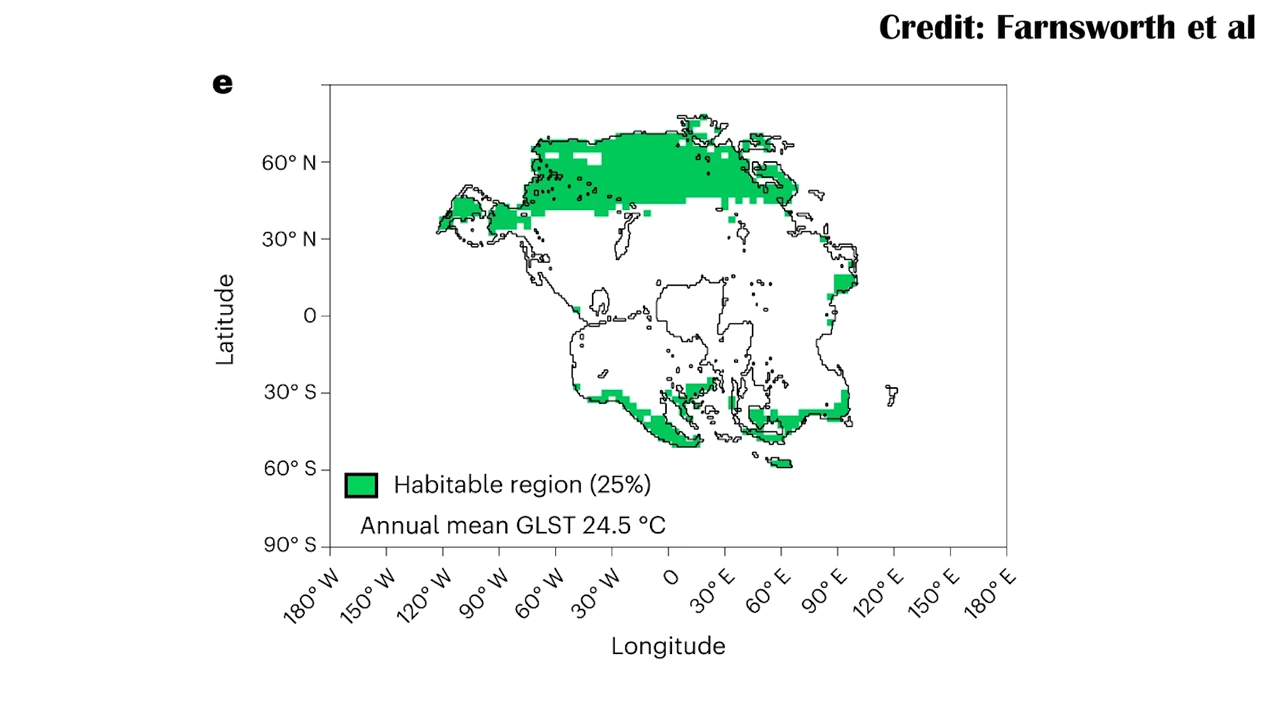 Credit: Farnsworth et al
e
60° N
30° N
0
30° S
60° S
90° S
Latitude
Habitable region (25%)
Annual mean GLST 24.5 °C
180° W
150° W
120° W
90° W
60° W
30° W
0
30° E
60° E
90° E
120° E
150° E
180° E
Longitude